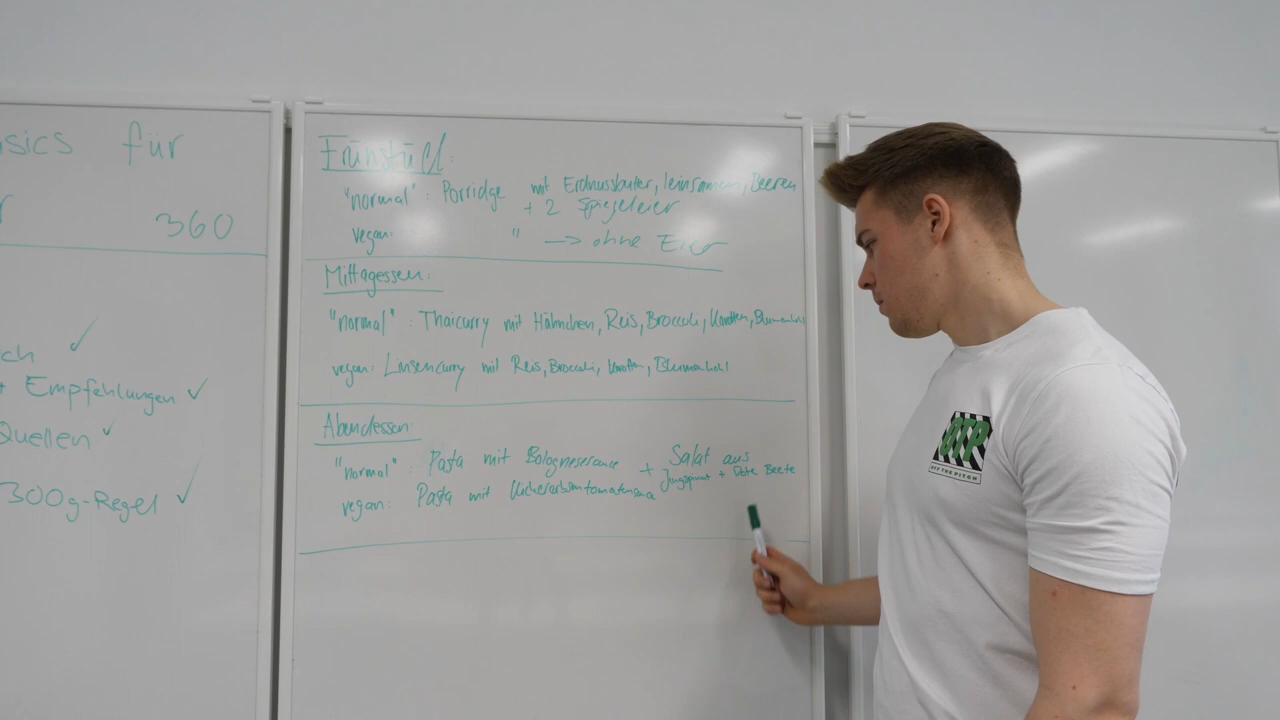 für
360
Empfehlungen ✓
Quellen ✓
300g-Regel ✓
Frühstück:
"normal": Porridge mit Erdnussbutter, Leinsamen, Beeren
+ 2 Spiegeleier
vegan: " -> ohne Eier
Mittagessen:
"normal": Thaicurry mit Hähnchen, Reis, Broccoli, Karotten, Blumenkohl
vegan: Linsencurry mit Reis, Broccoli, Karotten, Blumenkohl
Abendessen:
"normal": Pasta mit Bolognesesauce + Salat aus
Jungspinat + Rote Beete
vegan: Pasta mit Kichererbsentomatensauce
OTP
OFF THE PITCH